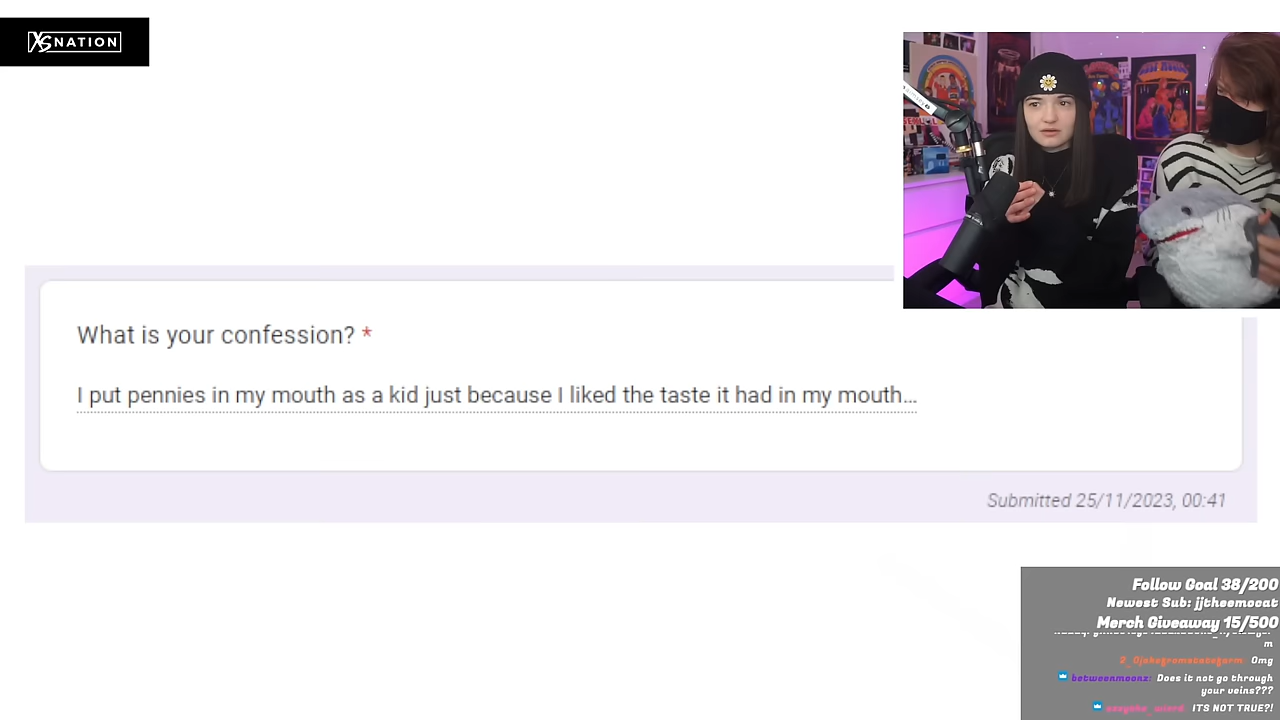 XS NATION
What is your confession? *
I put pennies in my mouth as a kid just because I liked the taste it had in my mouth...
Submitted 25/11/2023, 00:41
Follow Goal 38/200
Newest Sub: jjtheemocat
Merch Giveaway 15/500
m
Omg
betweenmoonz: Does it not go through
your veins???
ITS NOT TRUE?!